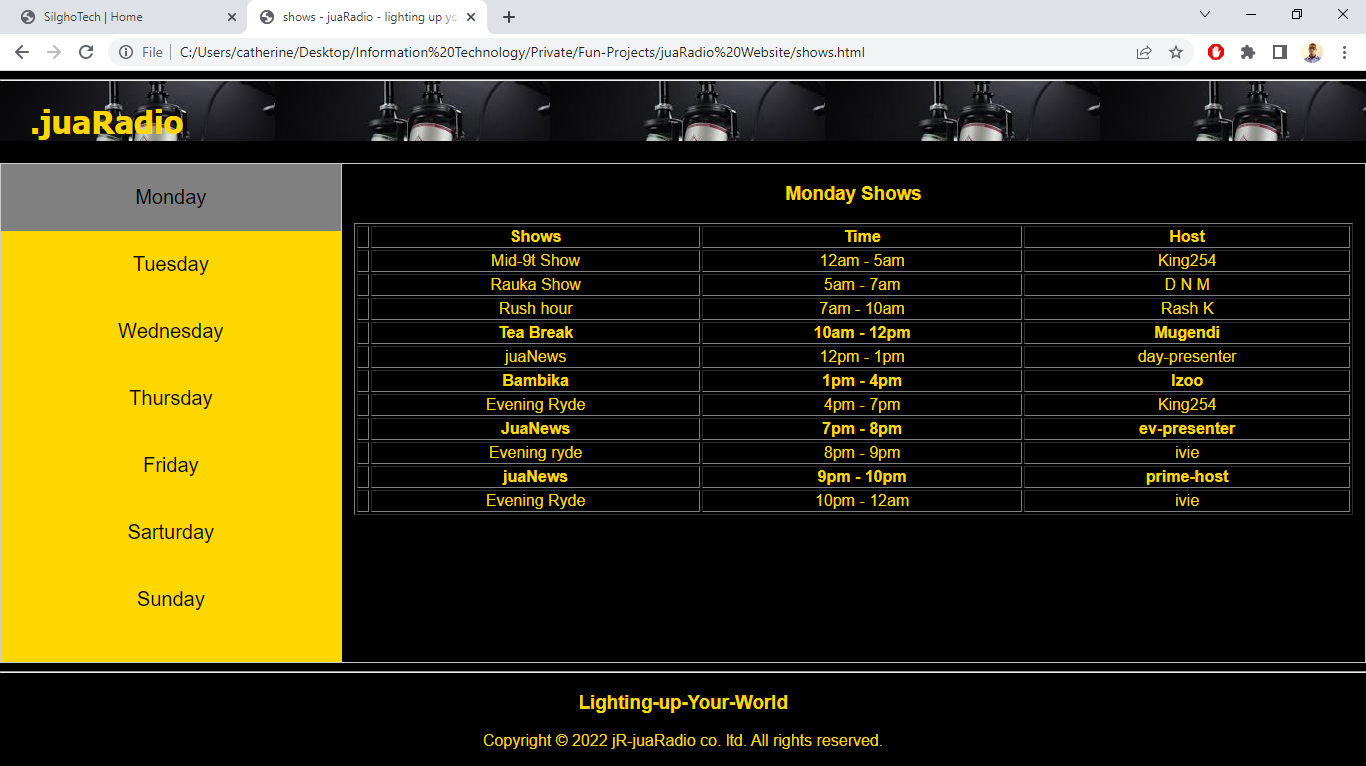 SilghoTech | Home
shows - juaRadio - lighting up yo
File | C:/Users/catherine/Desktop/Information%20Technology/Private/Fun-Projects/juaRadio%20Website/shows.html
.juaRadio
Monday
Tuesday
Wednesday
Thursday
Friday
Sarturday
Sunday
Monday Shows
Shows Time Host
Mid-9t Show 12am - 5am King254
Rauka Show 5am - 7am D N M
Rush hour 7am - 10am Rash K
Tea Break 10am - 12pm Mugendi
juaNews 12pm - 1pm day-presenter
Bambika 1pm - 4pm Izoo
Evening Ryde 4pm - 7pm King254
JuaNews 7pm - 8pm ev-presenter
Evening ryde 8pm - 9pm ivie
juaNews 9pm - 10pm prime-host
Evening Ryde 10pm - 12am ivie
Lighting-up-Your-World
Copyright © 2022 jR-juaRadio co. ltd. All rights reserved.